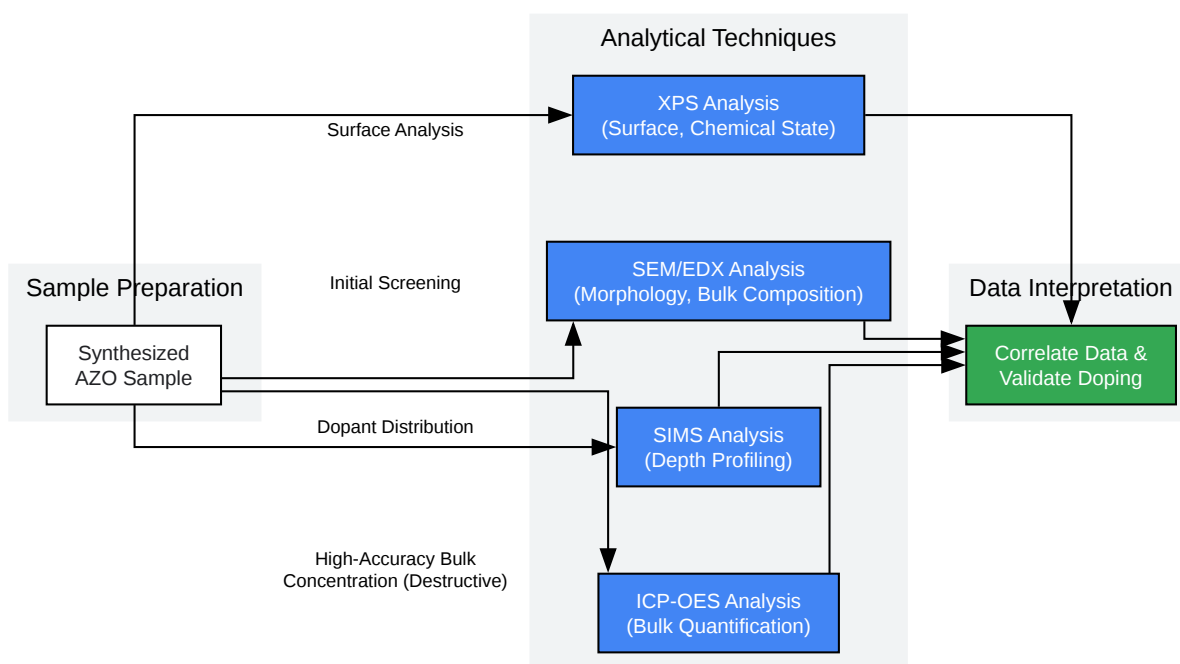 Analytical Techniques
XPS Analysis
(Surface, Chemical State)
Surface Analysis
Sample Preparation
Initial Screening
SEM/EDX Analysis
(Morphology, Bulk Composition)
Data Interpretation
Synthesized
AZO Sample
Correlate Data &
Validate Doping
Dopant Distribution
SIMS Analysis
(Depth Profiling)
High-Accuracy Bulk
Concentration (Destructive)
ICP-OES Analysis
(Bulk Quantification)